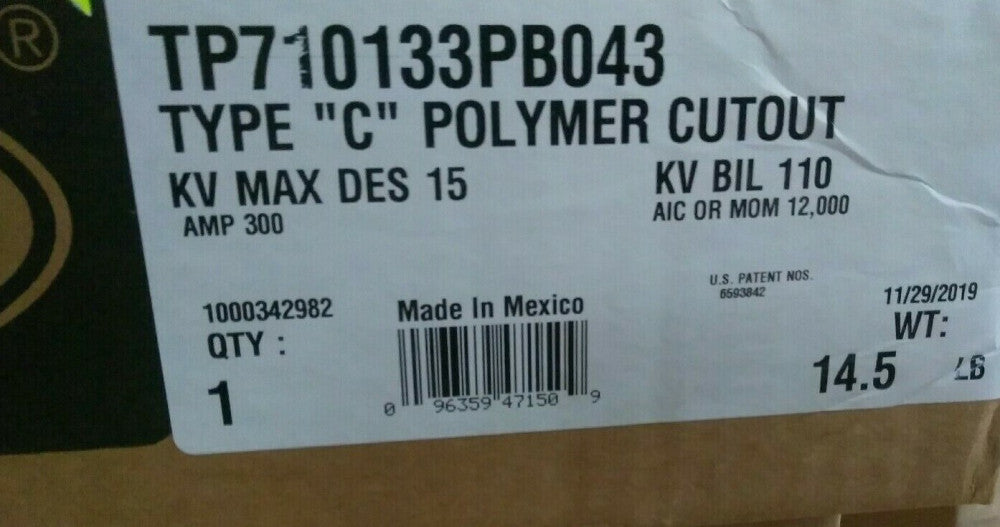 ®
TP710133PB043
TYPE "C" POLYMER CUTOUT
KV MAX DES 15
KV BIL 110
AMP 300
AIC OR MOM 12,000
U.S. PATENT NOS.
6593842
1000342982
Made In Mexico
11/29/2019
QTY :
WT:
1
14.5 LB
0 96359 47150 9